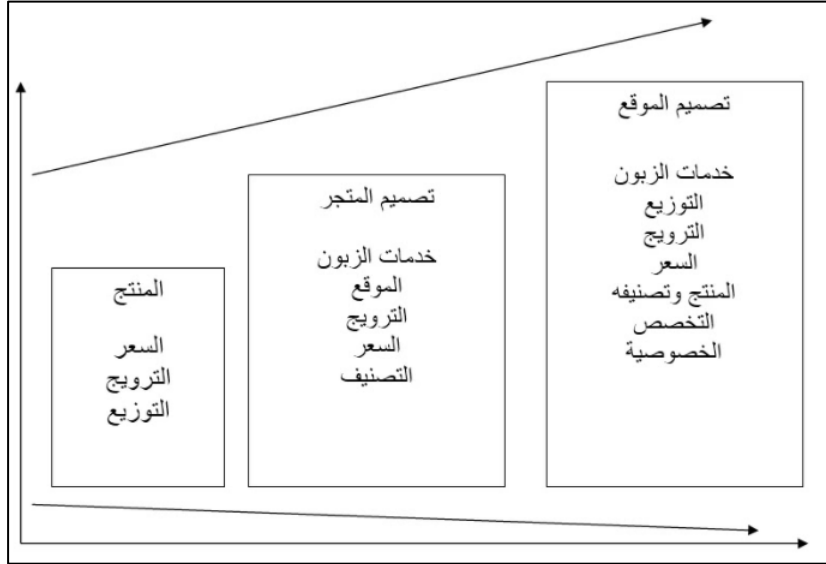 تصميم الموقع
خدمات الزبون
التوزيع
الترويج
السعر
المنتج وتصنيفه
التخصص
الخصوصية
تصميم المتجر
خدمات الزبون
الموقع
الترويج
السعر
التصنيف
المنتج
السعر
الترويج
التوزيع